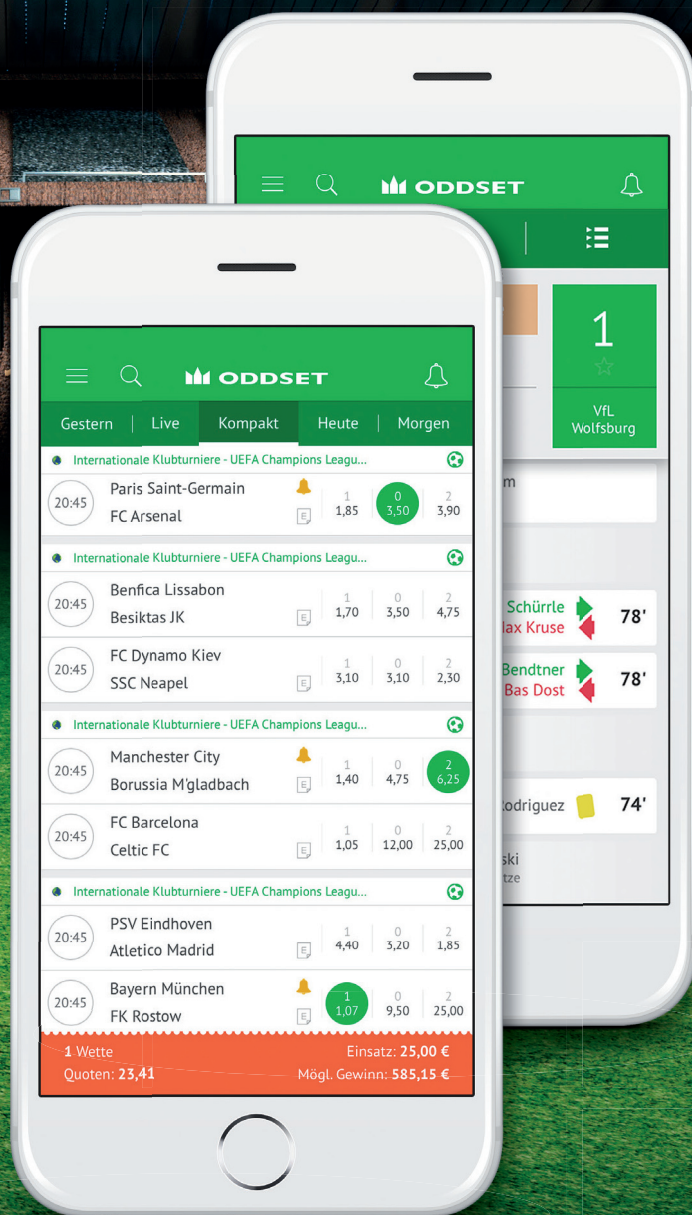 ODDSET
Gestern | Live Kompakt Heute | Morgen
Internationale Klubturniere - UEFA Champions Leagu...
20:45 Paris Saint-Germain 1 0 2
FC Arsenal E 1,85 3,50 3,90
Internationale Klubturniere - UEFA Champions Leagu...
20:45 Benfica Lissabon 1 0 2
Besiktas JK E 1,70 3,50 4,75
20:45 FC Dynamo Kiev 1 0 2
SSC Neapel E 3,10 3,10 2,30
Internationale Klubturniere - UEFA Champions Leagu...
20:45 Manchester City 1 0 2
Borussia M'gladbach E 1,40 4,75 6,25
20:45 FC Barcelona 1 0 2
Celtic FC E 1,05 12,00 25,00
Internationale Klubturniere - UEFA Champions Leagu...
20:45 PSV Eindhoven 1 0 2
Atletico Madrid E 4,40 3,20 1,85
20:45 Bayern München 1 0 2
FK Rostow E 1,07 9,50 25,00
1 Wette Einsatz: 25,00 €
Quoten: 23,41 Mögl. Gewinn: 585,15 €
ODDSET
1
VfL
Wolfsburg
m
Schürrle
ax Kruse 78'
Bendtner
Bas Dost 78'
odriguez 74'
ski
tze